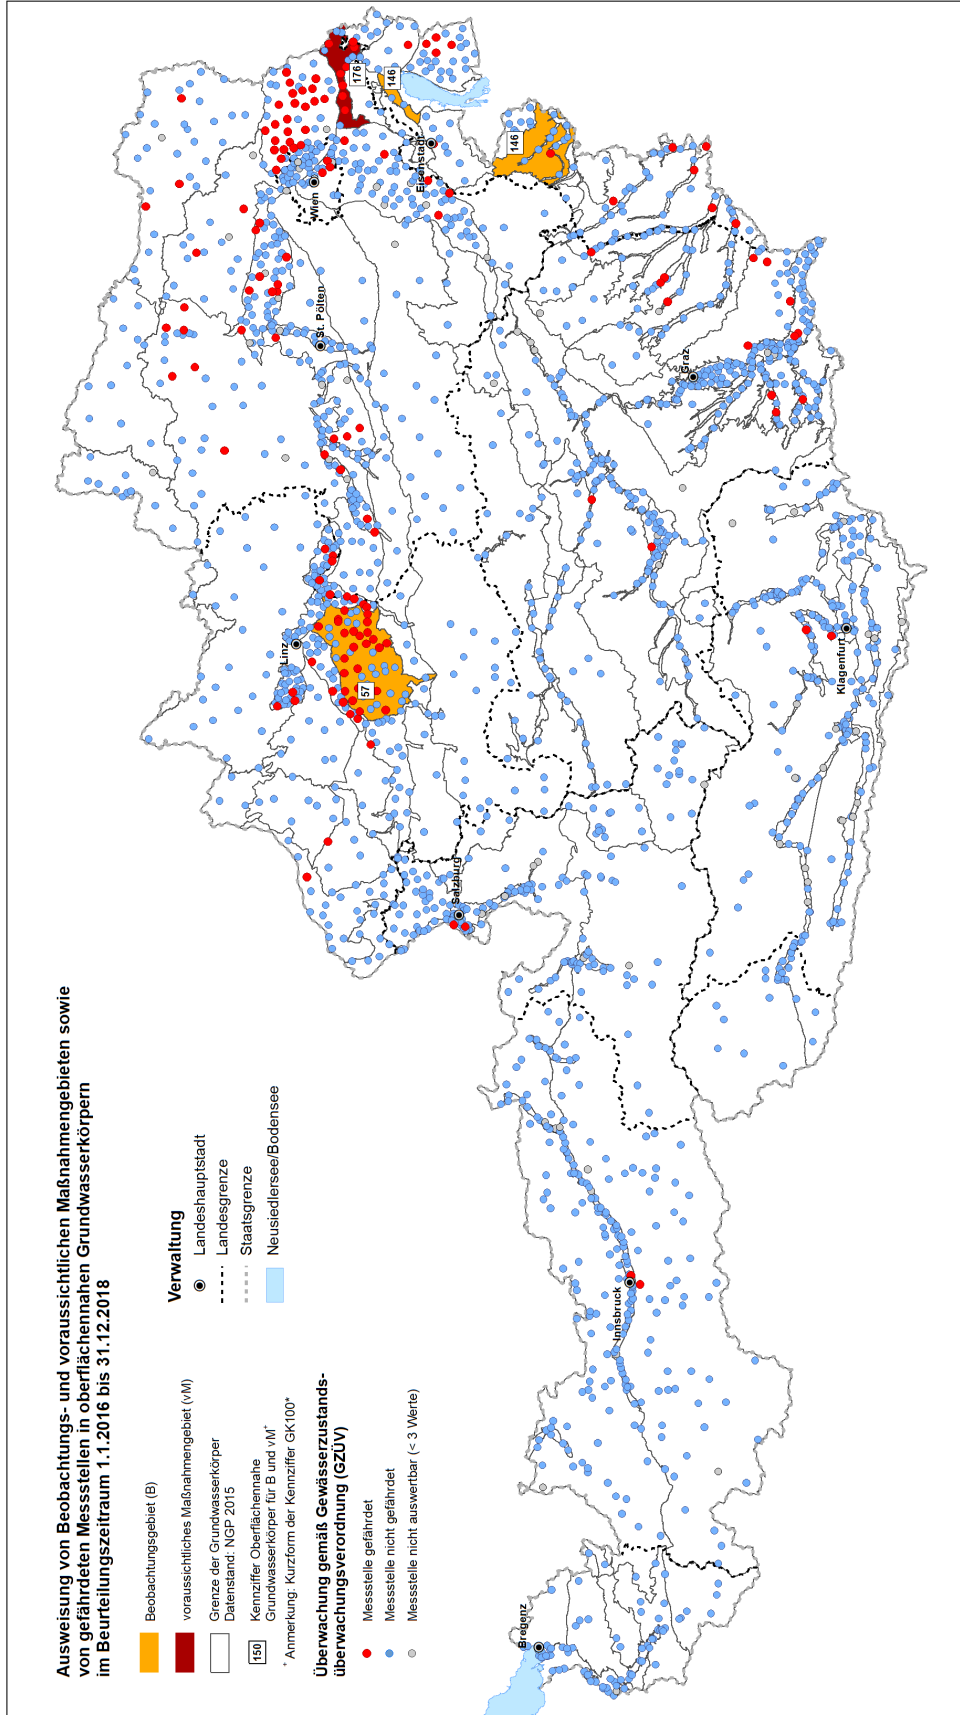 Ausweisung von Beobachtungs- und voraussichtlichen Maßnahmengebieten sowie
von gefährdeten Messstellen in oberflächennahen Grundwasserkörpern
im Beurteilungszeitraum 1.1.2016 bis 31.12.2018
Beobachtungsgebiet (B)
voraussichtliches Maßnahmengebiet (vM)
Grenze der Grundwasserkörper
Datenstand: NGP 2015
150
Kennziffer Oberflächennahe
Grundwasserkörper für B und vM⁺
⁺ Anmerkung: Kurzform der Kennziffer GK100*
Überwachung gemäß Gewässerzustands-
überwachungsverordnung (GZÜV)
Messstelle gefährdet
Messstelle nicht gefährdet
Messstelle nicht auswertbar (< 3 Werte)
Verwaltung
Landeshauptstadt
Landesgrenze
Staatsgrenze
Neusiedlersee/Bodensee
Bregenz
Innsbruck
Salzburg
Linz
57
Klagenfurt
St. Pölten
Graz
Wien
Eisenstadt
176
146
146